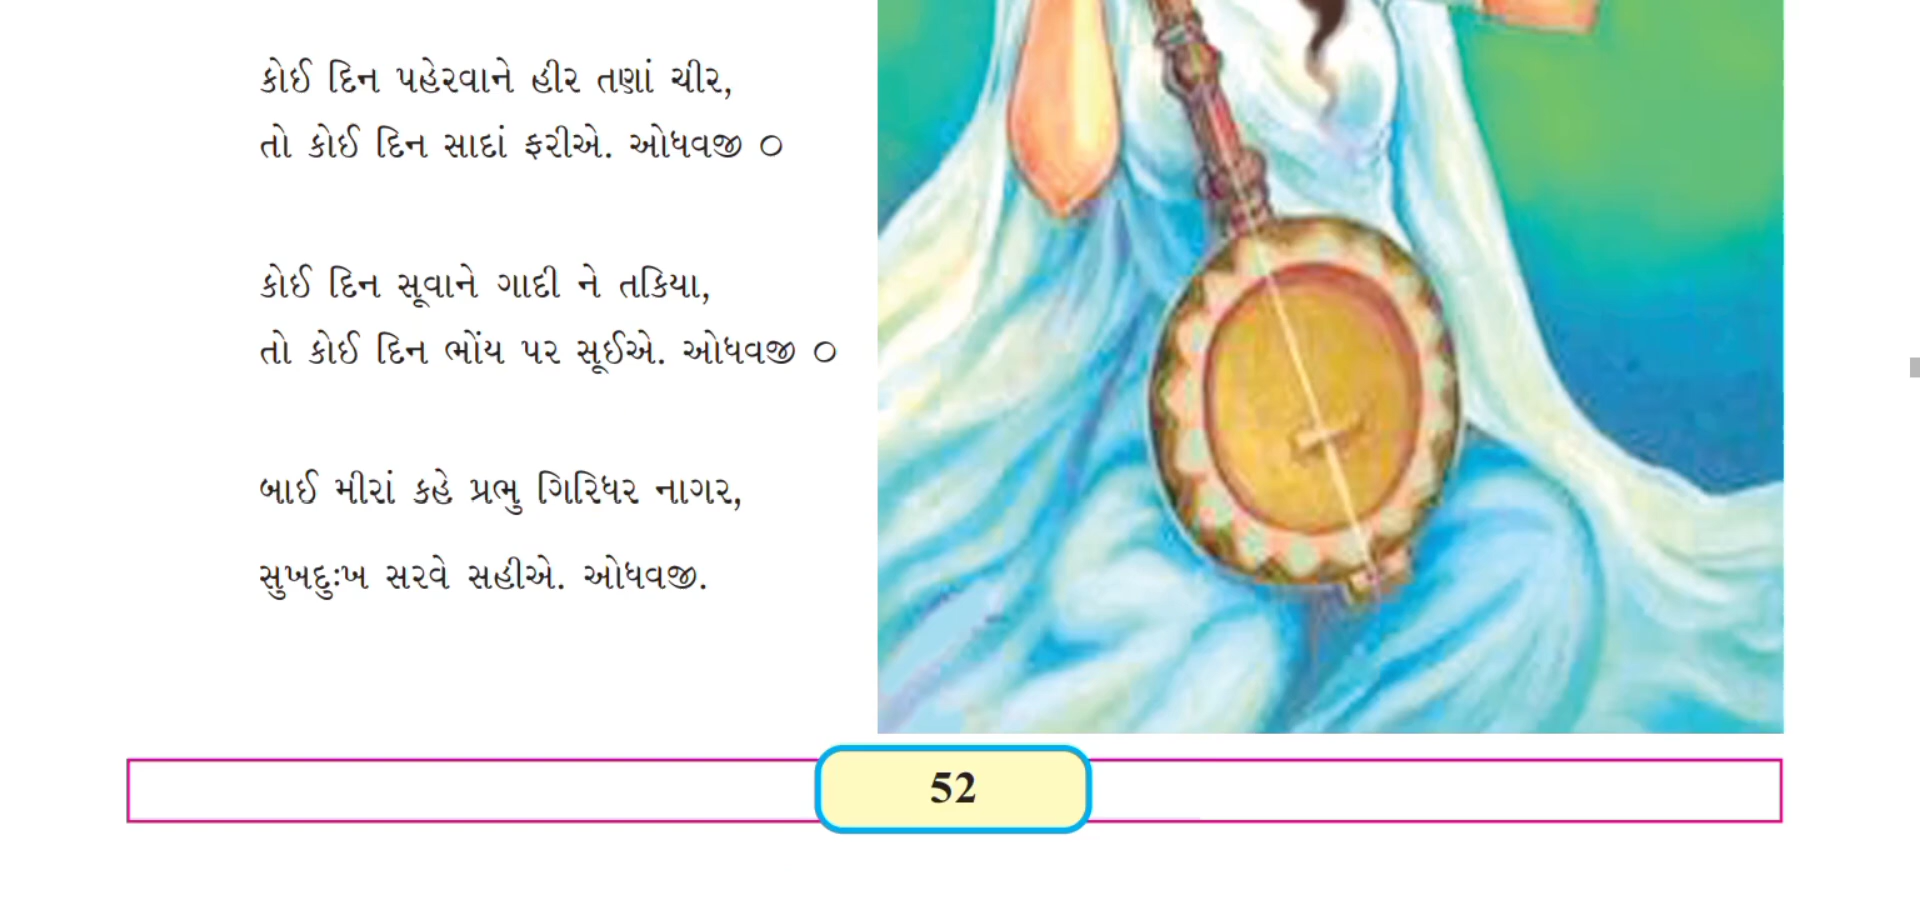 કોઈ દિન પહેરવાને હીર તણાં ચીર,
તો કોઈ દિન સાદાં ફરીએ. ઓધવજી ૦
કોઈ દિન સૂવાને ગાદી ને તકિયા,
તો કોઈ દિન ભોંય પર સૂઈએ. ઓધવજી ૦
બાઈ મીરાં કહે પ્રભુ ગિરિધર નાગર,
સુખદુઃખ સરવે સહીએ. ઓધવજી.
52